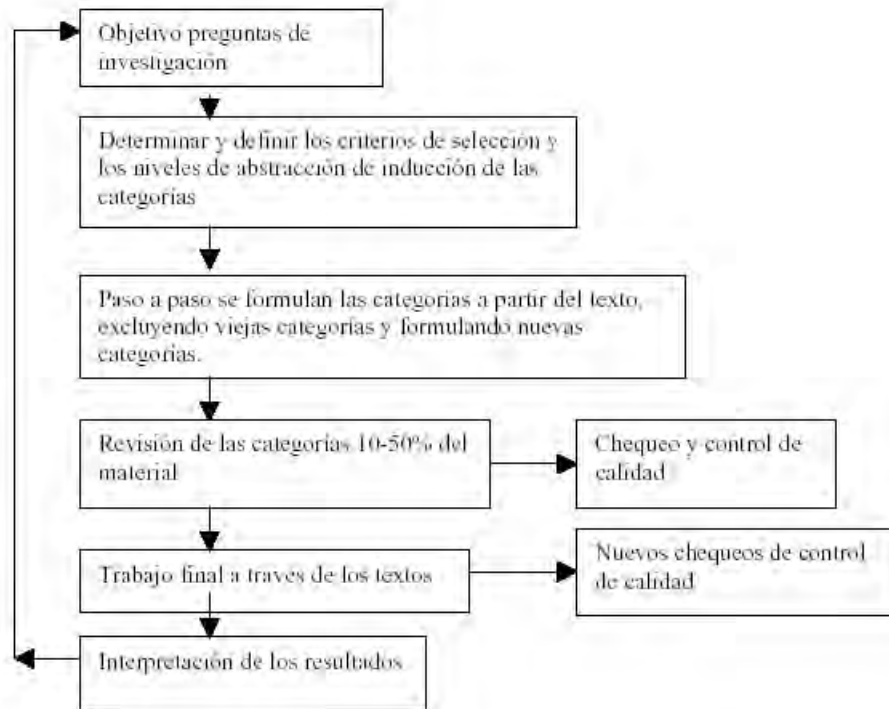 Objetivo preguntas de
investigación
Determinar y definir los criterios de selección y
los niveles de abstracción de inducción de las
categorías
Paso a paso se formulan las categorías a partir del texto,
excluyendo viejas categorías y formulando nuevas
categorías.
Revisión de las categorías 10-50% del
material
Chequeo y control de
calidad
Trabajo final a través de los textos
Nuevos chequeos de control
de calidad
Interpretación de los resultados